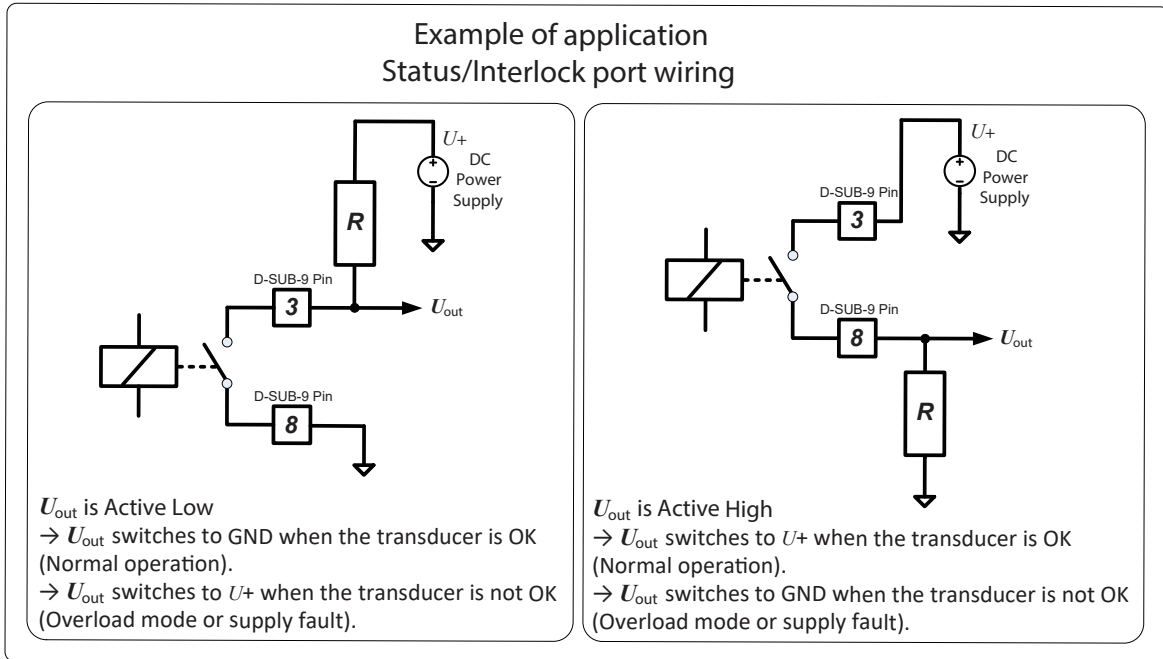 Example of application
Status/Interlock port wiring
U+
DC
Power
Supply
+
−
R
D-SUB-9 Pin
3
Uout
D-SUB-9 Pin
8
Uout is Active Low
→ Uout switches to GND when the transducer is OK
(Normal operation).
→ Uout switches to U+ when the transducer is not OK
(Overload mode or supply fault).
U+
DC
Power
Supply
+
−
D-SUB-9 Pin
3
D-SUB-9 Pin
8
Uout
R
Uout is Active High
→ Uout switches to U+ when the transducer is OK
(Normal operation).
→ Uout switches to GND when the transducer is not OK
(Overload mode or supply fault).